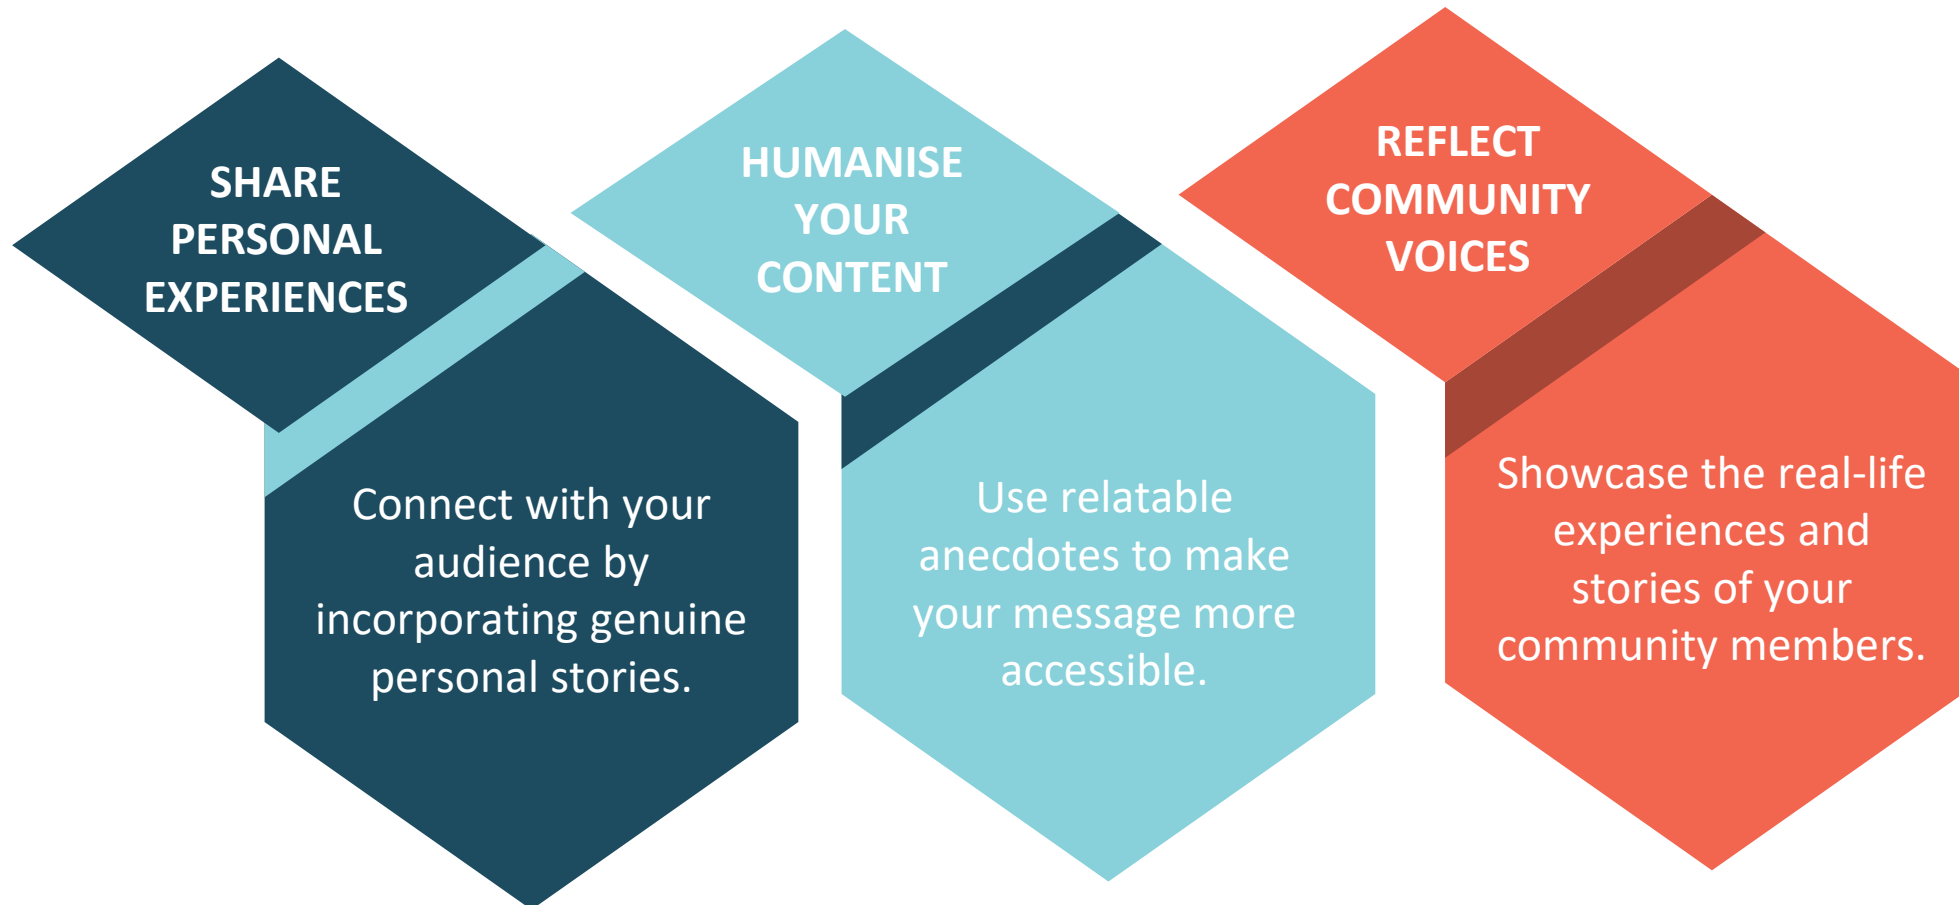 SHARE
PERSONAL
EXPERIENCES
Connect with your
audience by
incorporating genuine
personal stories.
HUMANISE
YOUR
CONTENT
Use relatable
anecdotes to make
your message more
accessible.
REFLECT
COMMUNITY
VOICES
Showcase the real-life
experiences and
stories of your
community members.